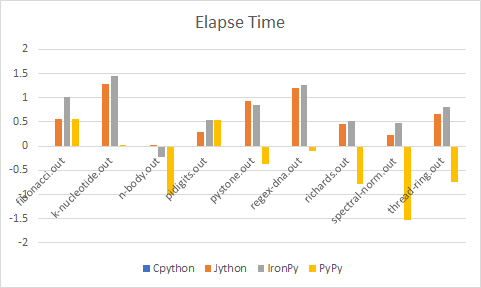 Elapse Time
2
1.5
1
0.5
0
-0.5
-1
-1.5
-2
fibonacci.out
k-nucleotide.out
n-body.out
pidigits.out
pystone.out
regex-dna.out
richards.out
spectral-norm.out
thread-ring.out
Cpython Jython IronPy PyPy